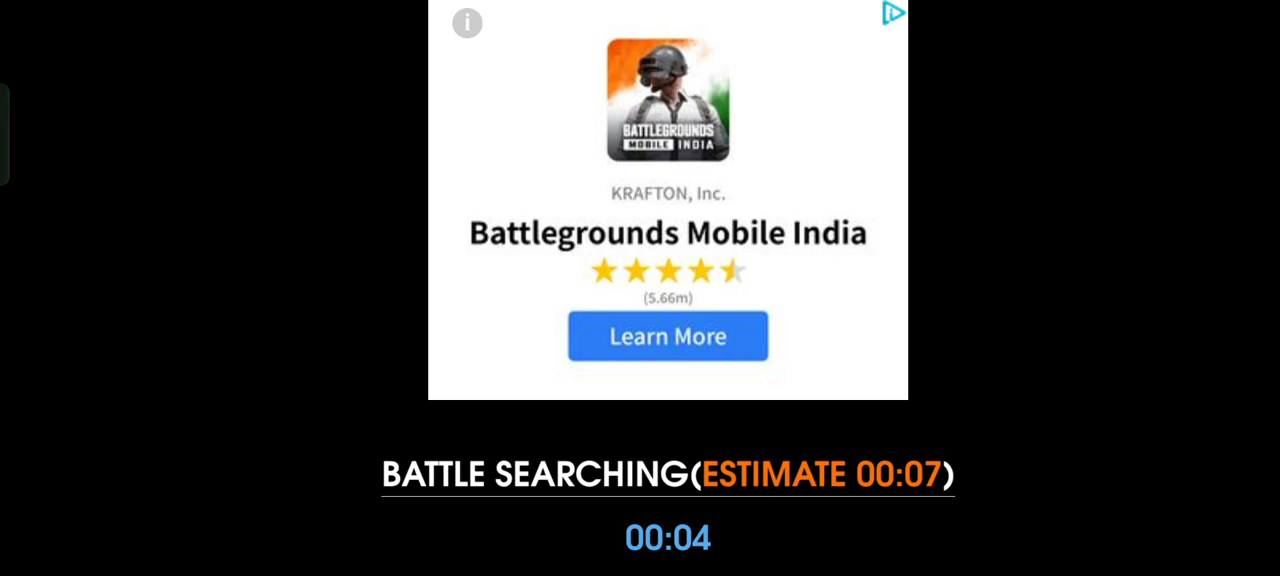 BATTLEGROUNDS
MOBILE INDIA
KRAFTON, Inc.
Battlegrounds Mobile India
(5.66m)
Learn More
BATTLE SEARCHING(ESTIMATE 00:07)
00:04